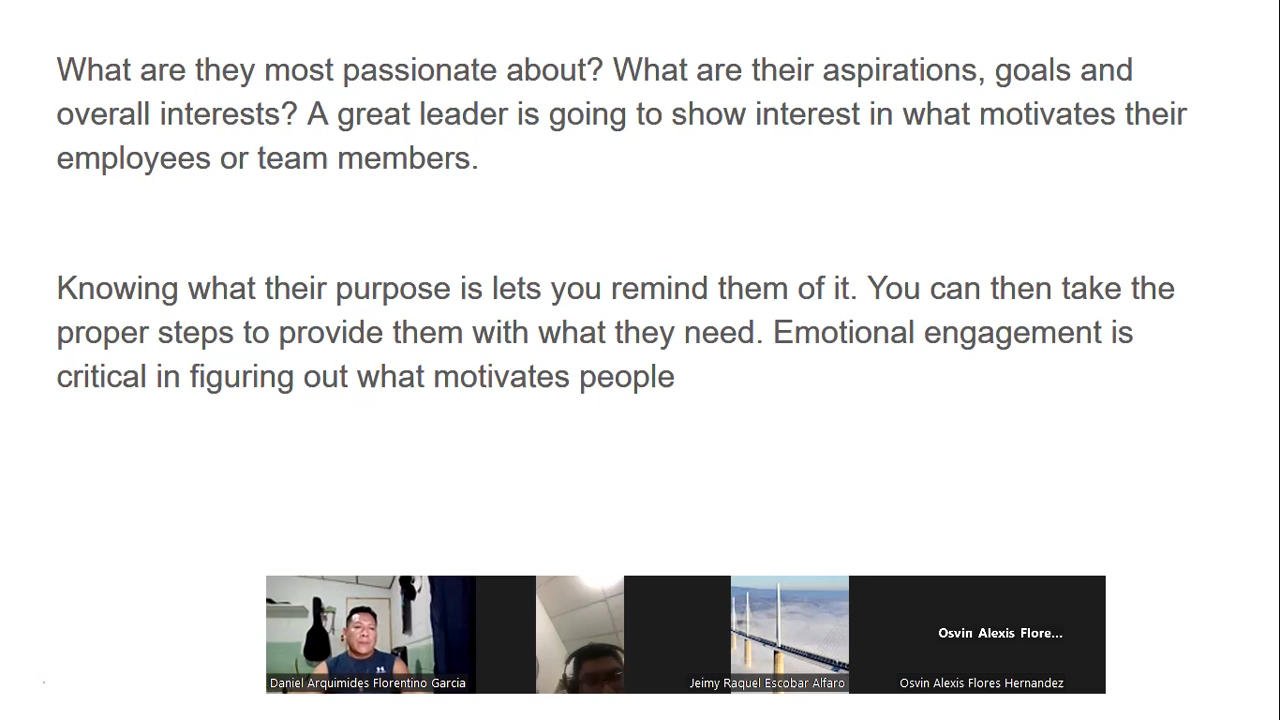 What are they most passionate about? What are their aspirations, goals and
overall interests? A great leader is going to show interest in what motivates their
employees or team members.
Knowing what their purpose is lets you remind them of it. You can then take the
proper steps to provide them with what they need. Emotional engagement is
critical in figuring out what motivates people
Osvin Alexis Flore...
Daniel Arquimides Florentino Garcia
Jeimy Raquel Escobar Alfaro
Osvin Alexis Flores Hernandez